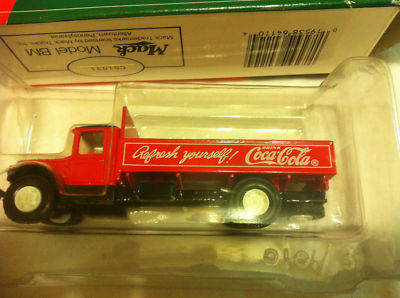 Mack
Model BM
Mack Trademarks licensed by Mack Trucks, Inc.
Allentown, Pennsylvania
Refresh yourself!
DRINK
Coca-Cola®